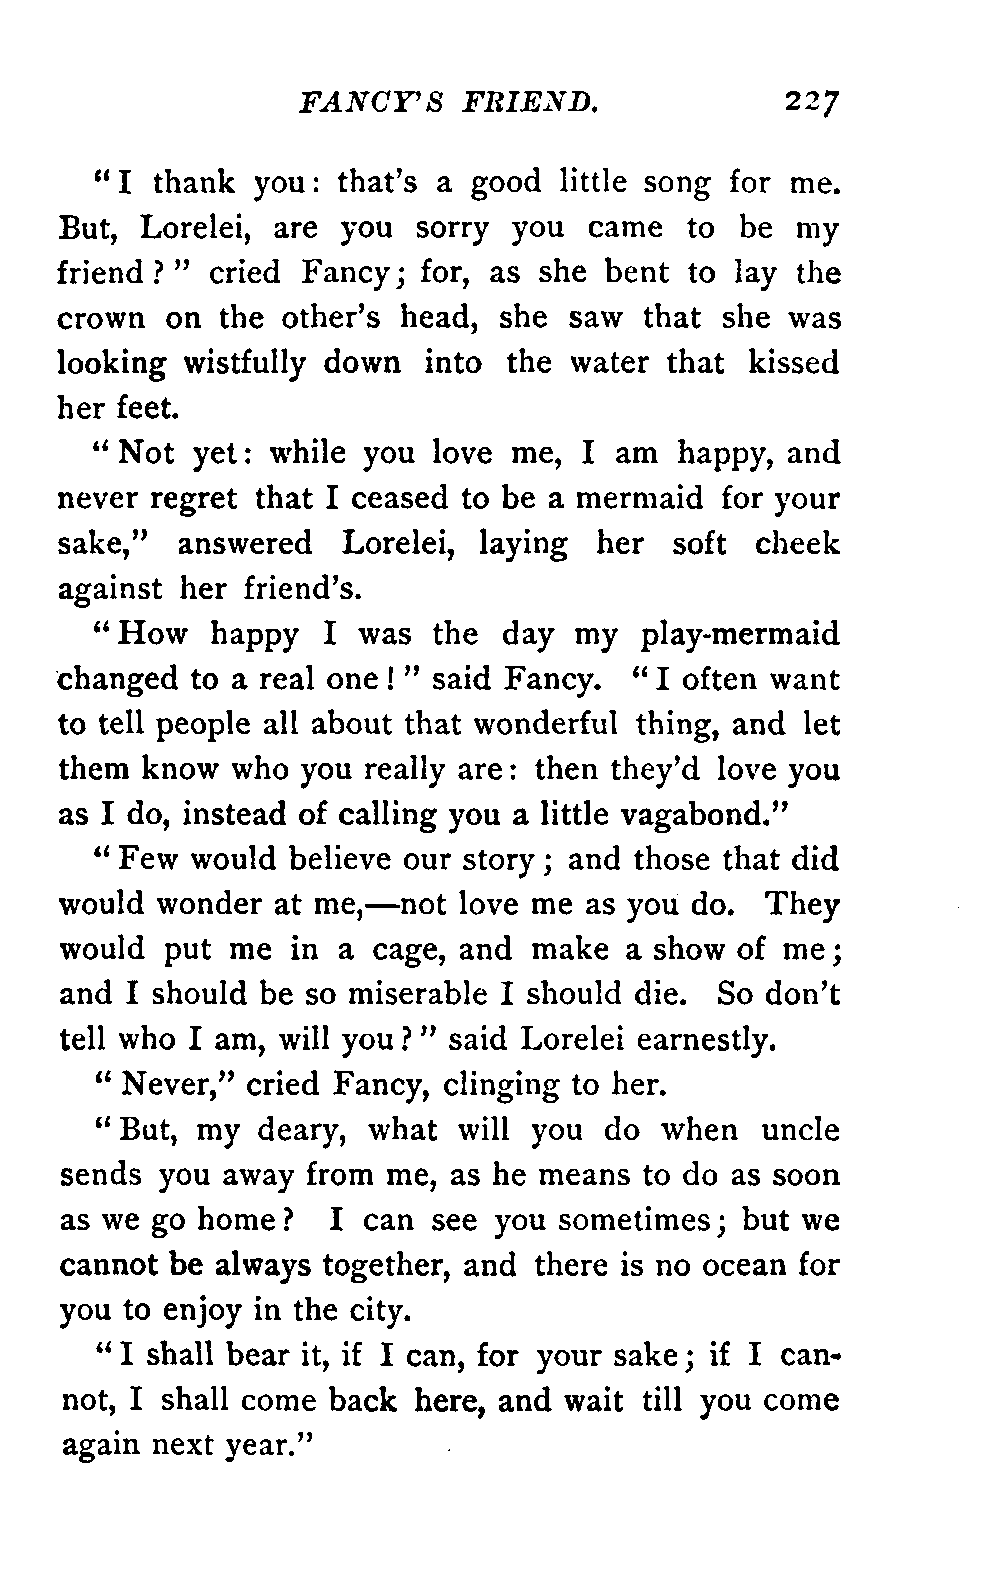 FANCY'S FRIEND. 227
"I thank you: that's a good little song for me.
But, Lorelei, are you sorry you came to be my
friend?" cried Fancy; for, as she bent to lay the
crown on the other's head, she saw that she was
looking wistfully down into the water that kissed
her feet.
"Not yet: while you love me, I am happy, and
never regret that I ceased to be a mermaid for your
sake," answered Lorelei, laying her soft cheek
against her friend's.
"How happy I was the day my play-mermaid
changed to a real one!" said Fancy. "I often want
to tell people all about that wonderful thing, and let
them know who you really are: then they'd love you
as I do, instead of calling you a little vagabond."
"Few would believe our story; and those that did
would wonder at me,—not love me as you do. They
would put me in a cage, and make a show of me;
and I should be so miserable I should die. So don't
tell who I am, will you?" said Lorelei earnestly.
"Never," cried Fancy, clinging to her.
"But, my deary, what will you do when uncle
sends you away from me, as he means to do as soon
as we go home? I can see you sometimes; but we
cannot be always together, and there is no ocean for
you to enjoy in the city.
"I shall bear it, if I can, for your sake; if I can-
not, I shall come back here, and wait till you come
again next year."